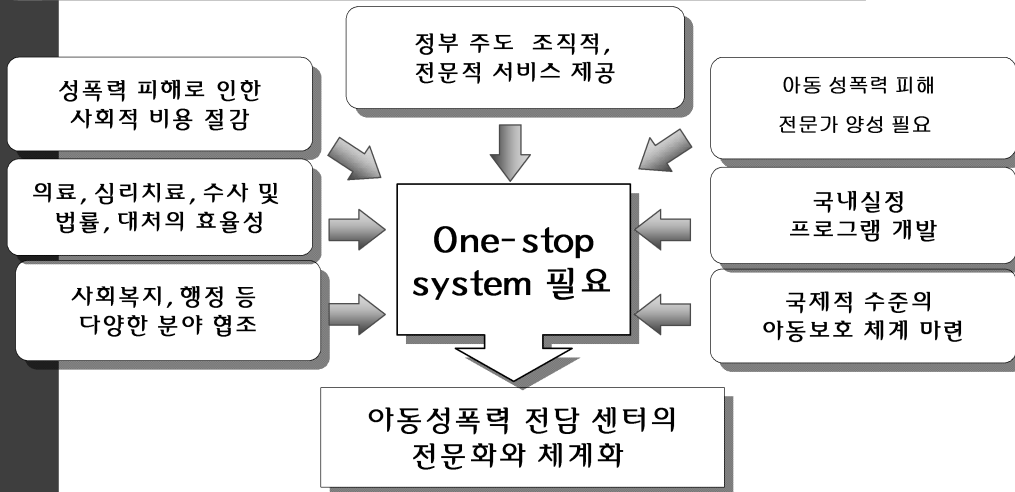 정부 주도 조직적,
전문적 서비스 제공
성폭력 피해로 인한
사회적 비용 절감
아동 성폭력 피해
전문가 양성 필요
의료, 심리치료, 수사 및
법률, 대처의 효율성
One-stop
system 필요
국내실정
프로그램 개발
사회복지, 행정 등
다양한 분야 협조
국제적 수준의
아동보호 체계 마련
아동성폭력 전담 센터의
전문화와 체계화